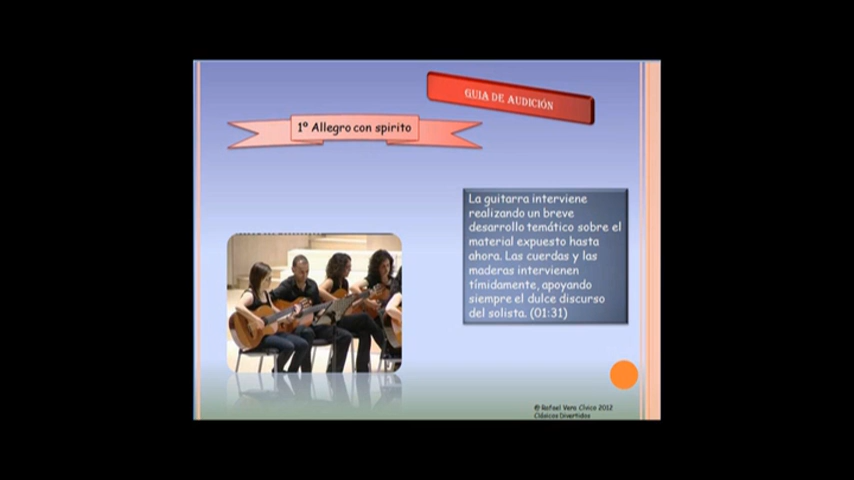 GUIA DE AUDICIÓN
1º Allegro con spirito
La guitarra interviene
realizando un breve
desarrollo temático sobre el
material expuesto hasta
ahora. Las cuerdas y las
maderas intervienen
tímidamente, apoyando
siempre el dulce discurso
del solista. (01:31)
© Rafael Vera Chica 2012
Clásicos Divertidos